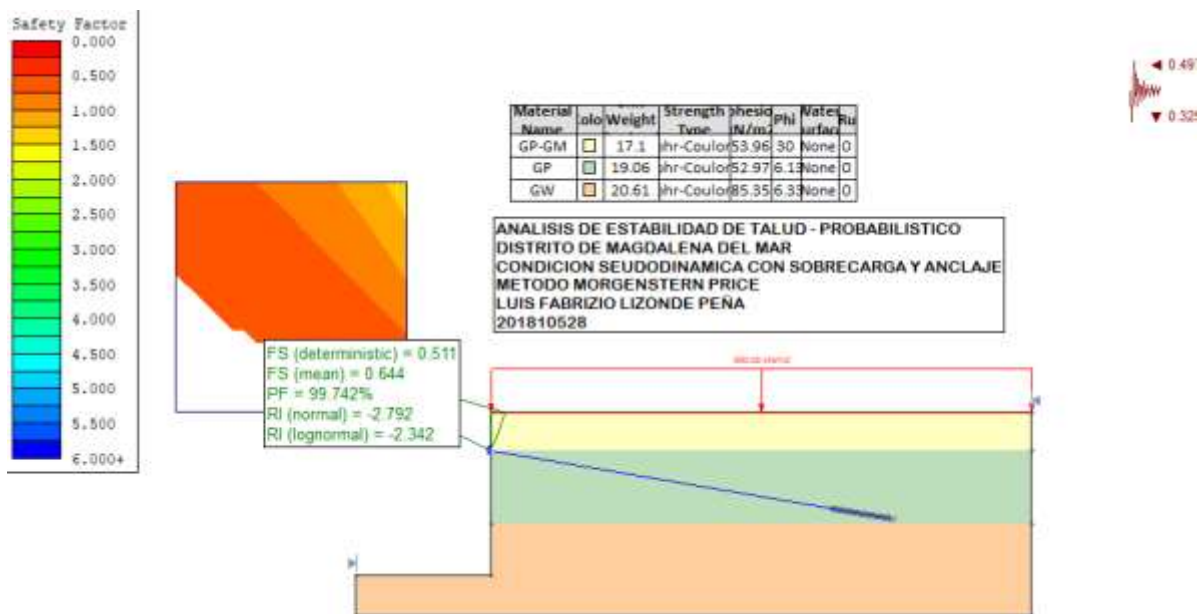 Safety Factor
0.000
0.500
1.000
1.500
2.000
2.500
3.000
3.500
4.000
4.500
5.000
5.500
6.000+
0.497
0.329
Material Name Weight Strength Type Phi
GP-GM 17.1 53.96 30 None 0
GP 19.06 52.97 None 0
GW 20.61 85.35 None 0
ANALISIS DE ESTABILIDAD DE TALUD - PROBABILISTICO
DISTRITO DE MAGDALENA DEL MAR
CONDICION SEUDODINAMICA CON SOBRECARGA Y ANCLAJE
METODO MORGENSTERN PRICE
LUIS FABRIZIO LIZONDE PEÑA
201810528
FS (deterministic) = 0.511
FS (mean) = 0.644
PF = 99.742%
RI (normal) = -2.792
RI (lognormal) = -2.342